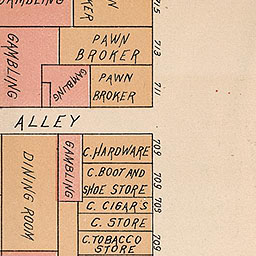 GAMBLING
KER
N
715
GAMBLING
PAWN
BROKER
713
GAMBLING
PAWN
BROKER
711
ALLEY
DINING ROOM
GAMBLING
C. HARDWARE
709
C. BOOT AND
SHOE STORE
709
C. CIGARS
709
C. STORE
C. TOBACCO
STORE
709